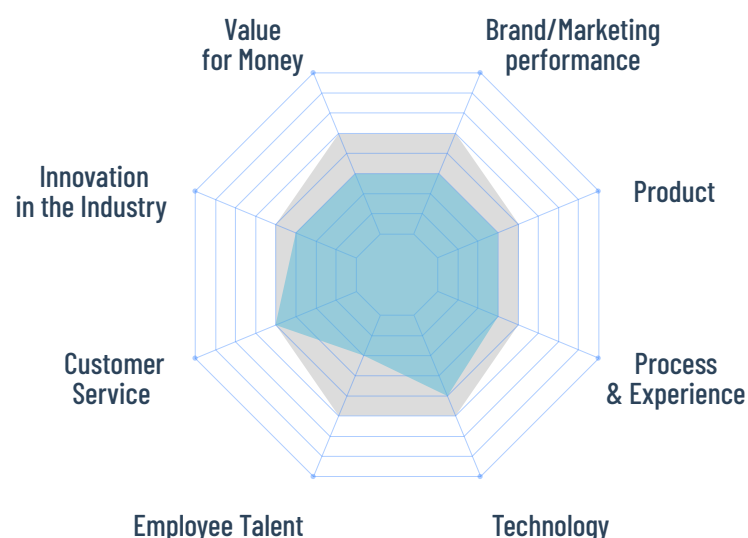 Value
for Money
Brand/Marketing
performance
Innovation
in the Industry
Product
Customer
Service
Process
& Experience
Employee Talent
Technology